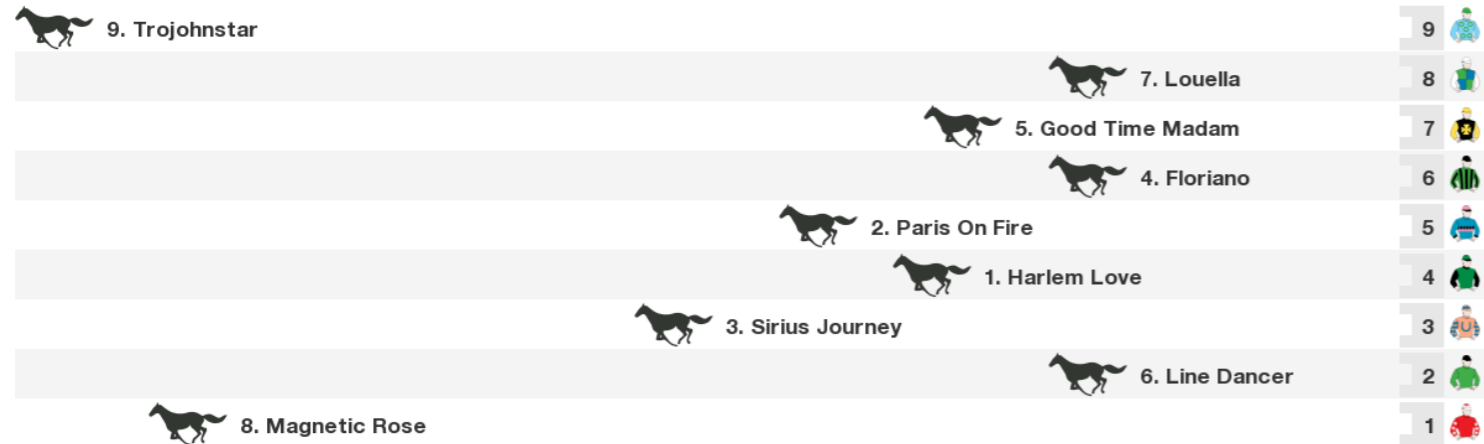 9. Trojohnstar 9
7. Louella 8
5. Good Time Madam 7
4. Floriano 6
2. Paris On Fire 5
1. Harlem Love 4
3. Sirius Journey 3
6. Line Dancer 2
8. Magnetic Rose 1